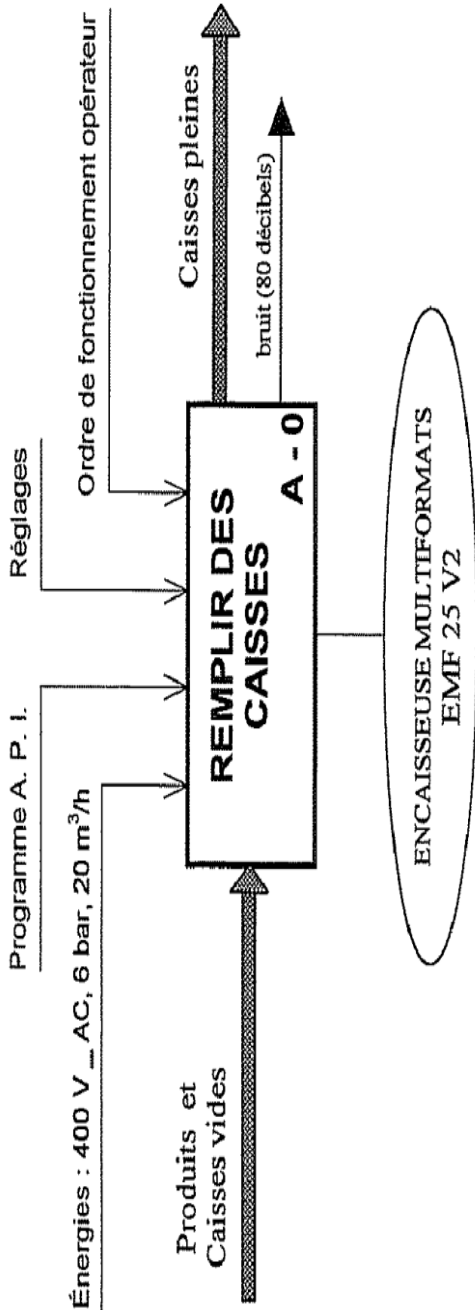 Programme A. P. I.
Réglages
Énergies : 400 V _ AC, 6 bar, 20 m³/h
Ordre de fonctionnement opérateur
Produits et
Caisses vides
REMPLIR DES
CAISSES
A - 0
Caisses pleines
bruit (80 décibels)
ENCAISSEUSE MULTIFORMATS
EMF 25 V2